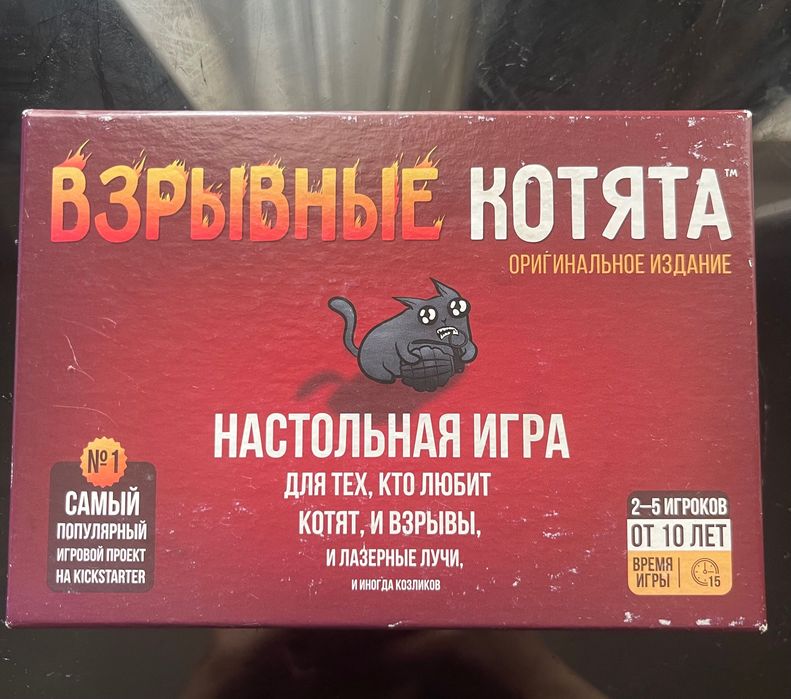 ВЗРЫВНЫЕ КОТЯТА™
ОРИГИНАЛЬНОЕ ИЗДАНИЕ
НАСТОЛЬНАЯ ИГРА
ДЛЯ ТЕХ, КТО ЛЮБИТ
КОТЯТ, И ВЗРЫВЫ,
И ЛАЗЕРНЫЕ ЛУЧИ,
И ИНОГДА КОЗЛИКОВ
№1
САМЫЙ
ПОПУЛЯРНЫЙ
ИГРОВОЙ ПРОЕКТ
НА KICKSTARTER
2–5 ИГРОКОВ
ОТ 10 ЛЕТ
ВРЕМЯ
ИГРЫ
15